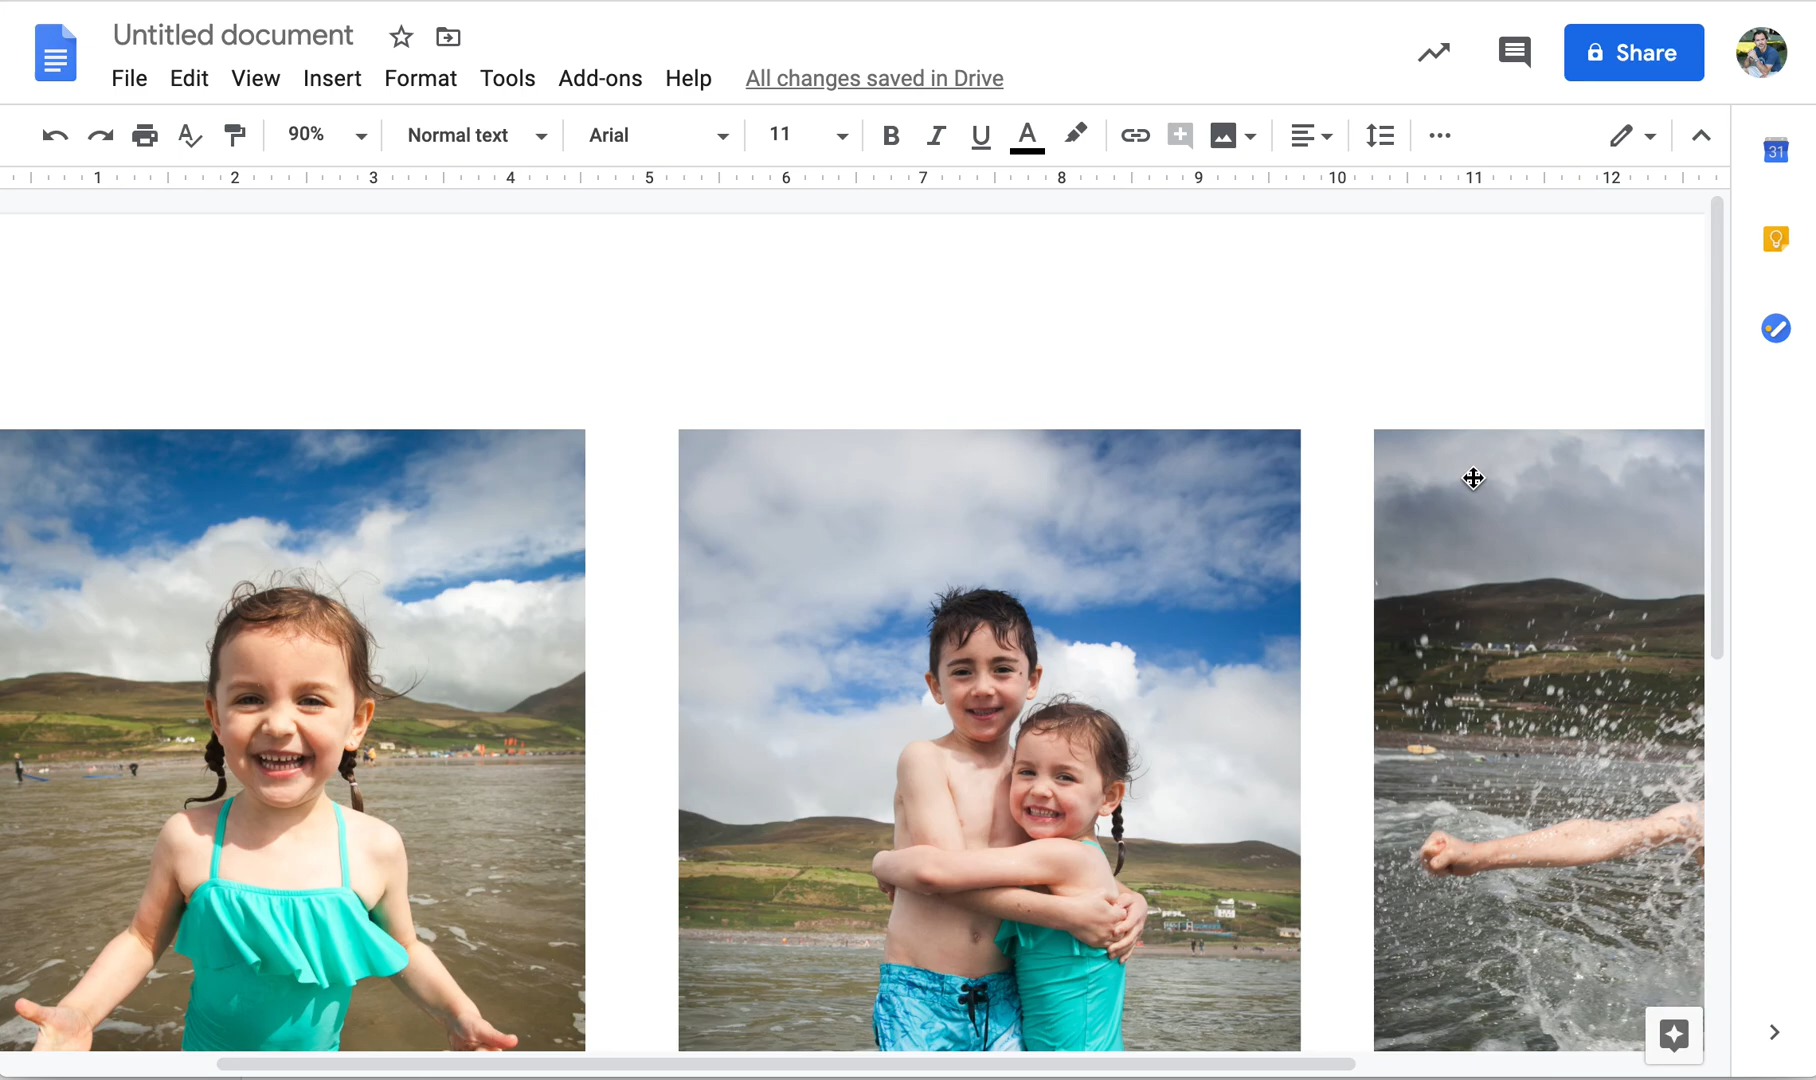 Untitled document
File Edit View Insert Format Tools Add-ons Help All changes saved in Drive
Share
90% Normal text Arial 11 B I U A
1 2 3 4 5 6 7 8 9 10 11 12
31